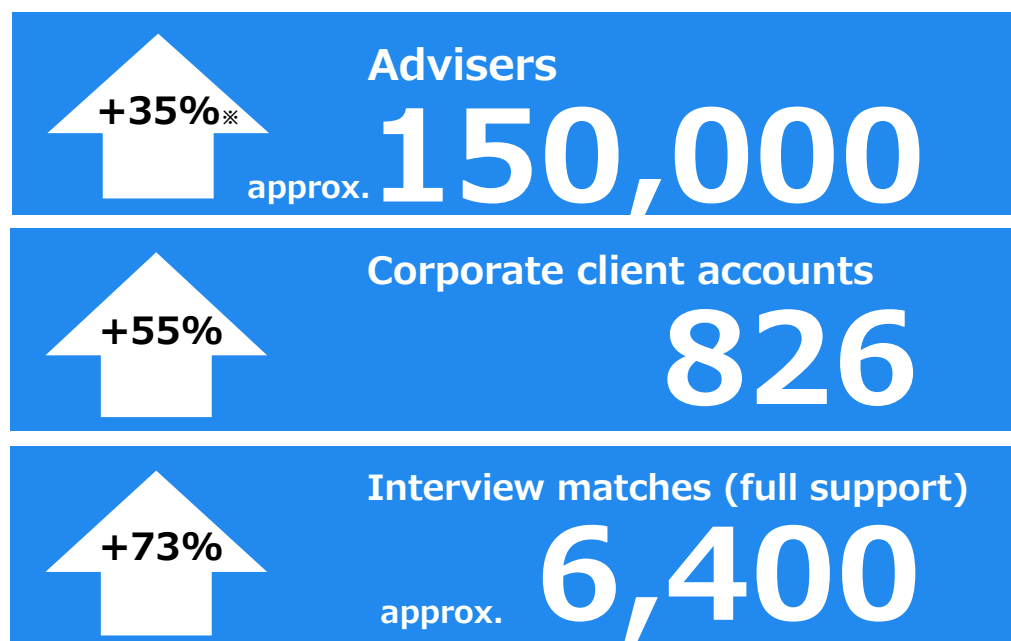 Advisers
+35%※
approx. 150,000
Corporate client accounts
+55%
826
Interview matches (full support)
+73%
approx. 6,400